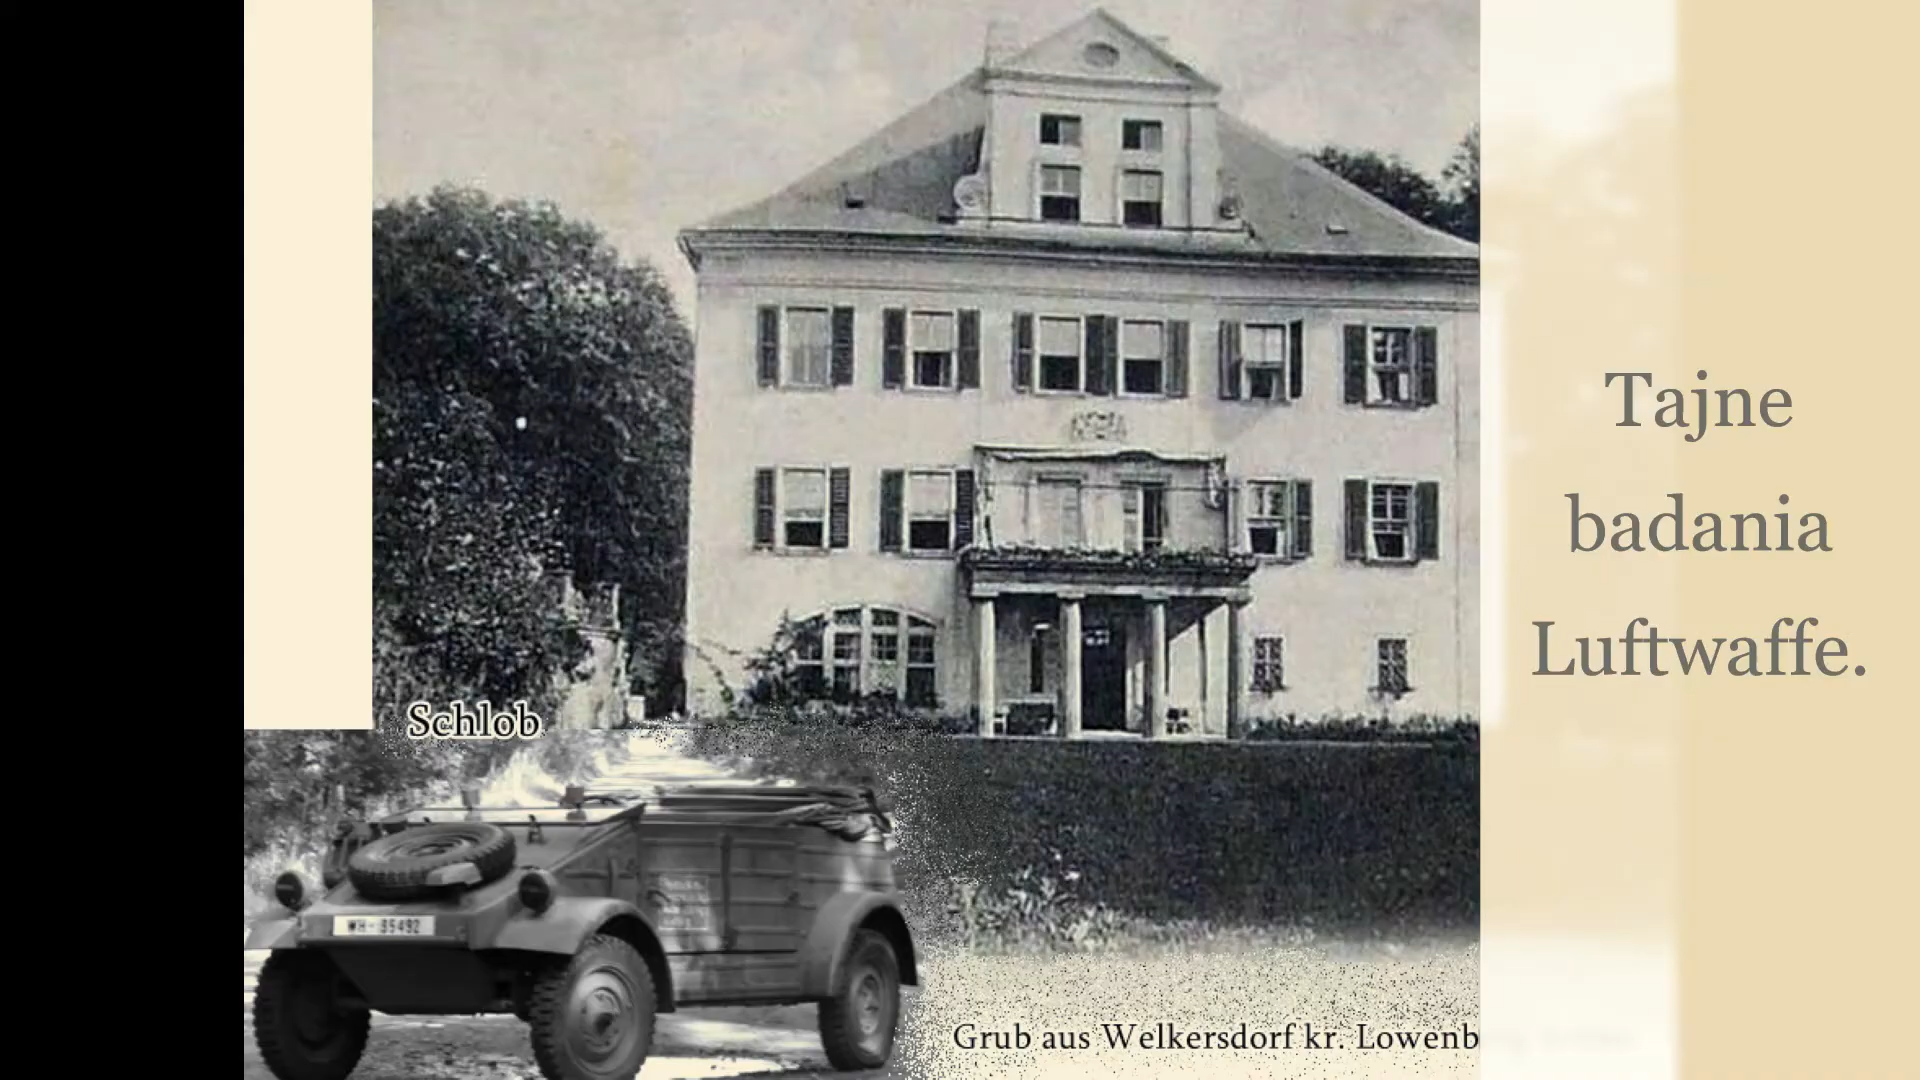 Tajne
badania
Luftwaffe.
Schlob
WH-85492
Grub aus Welkersdorf kr. Lowenb